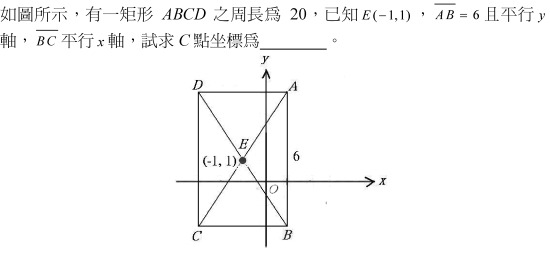 如圖所示，有一矩形 ABCD 之周長為 20，已知 E(−1,1)，AB = 6 且平行 y
軸，BC 平行 x 軸，試求 C 點坐標為________。
y
D A
E
(-1, 1) 6
O x
C B